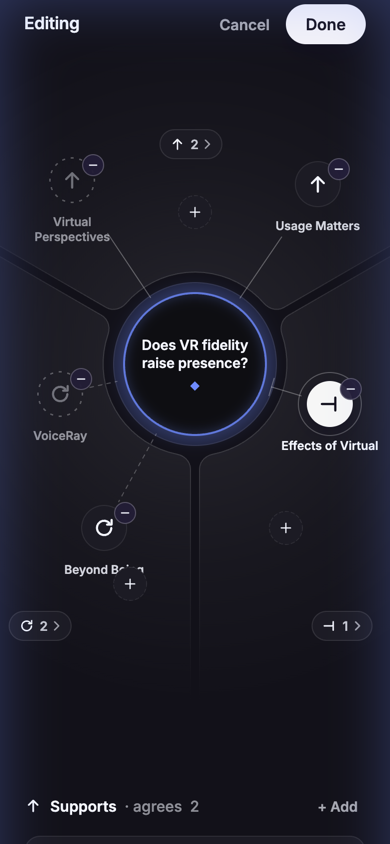 Editing
Cancel
Done
2
Virtual
Perspectives
Usage Matters
Does VR fidelity
raise presence?
VoiceRay
Effects of Virtual
Beyond Being
2
1
Supports · agrees 2
+ Add